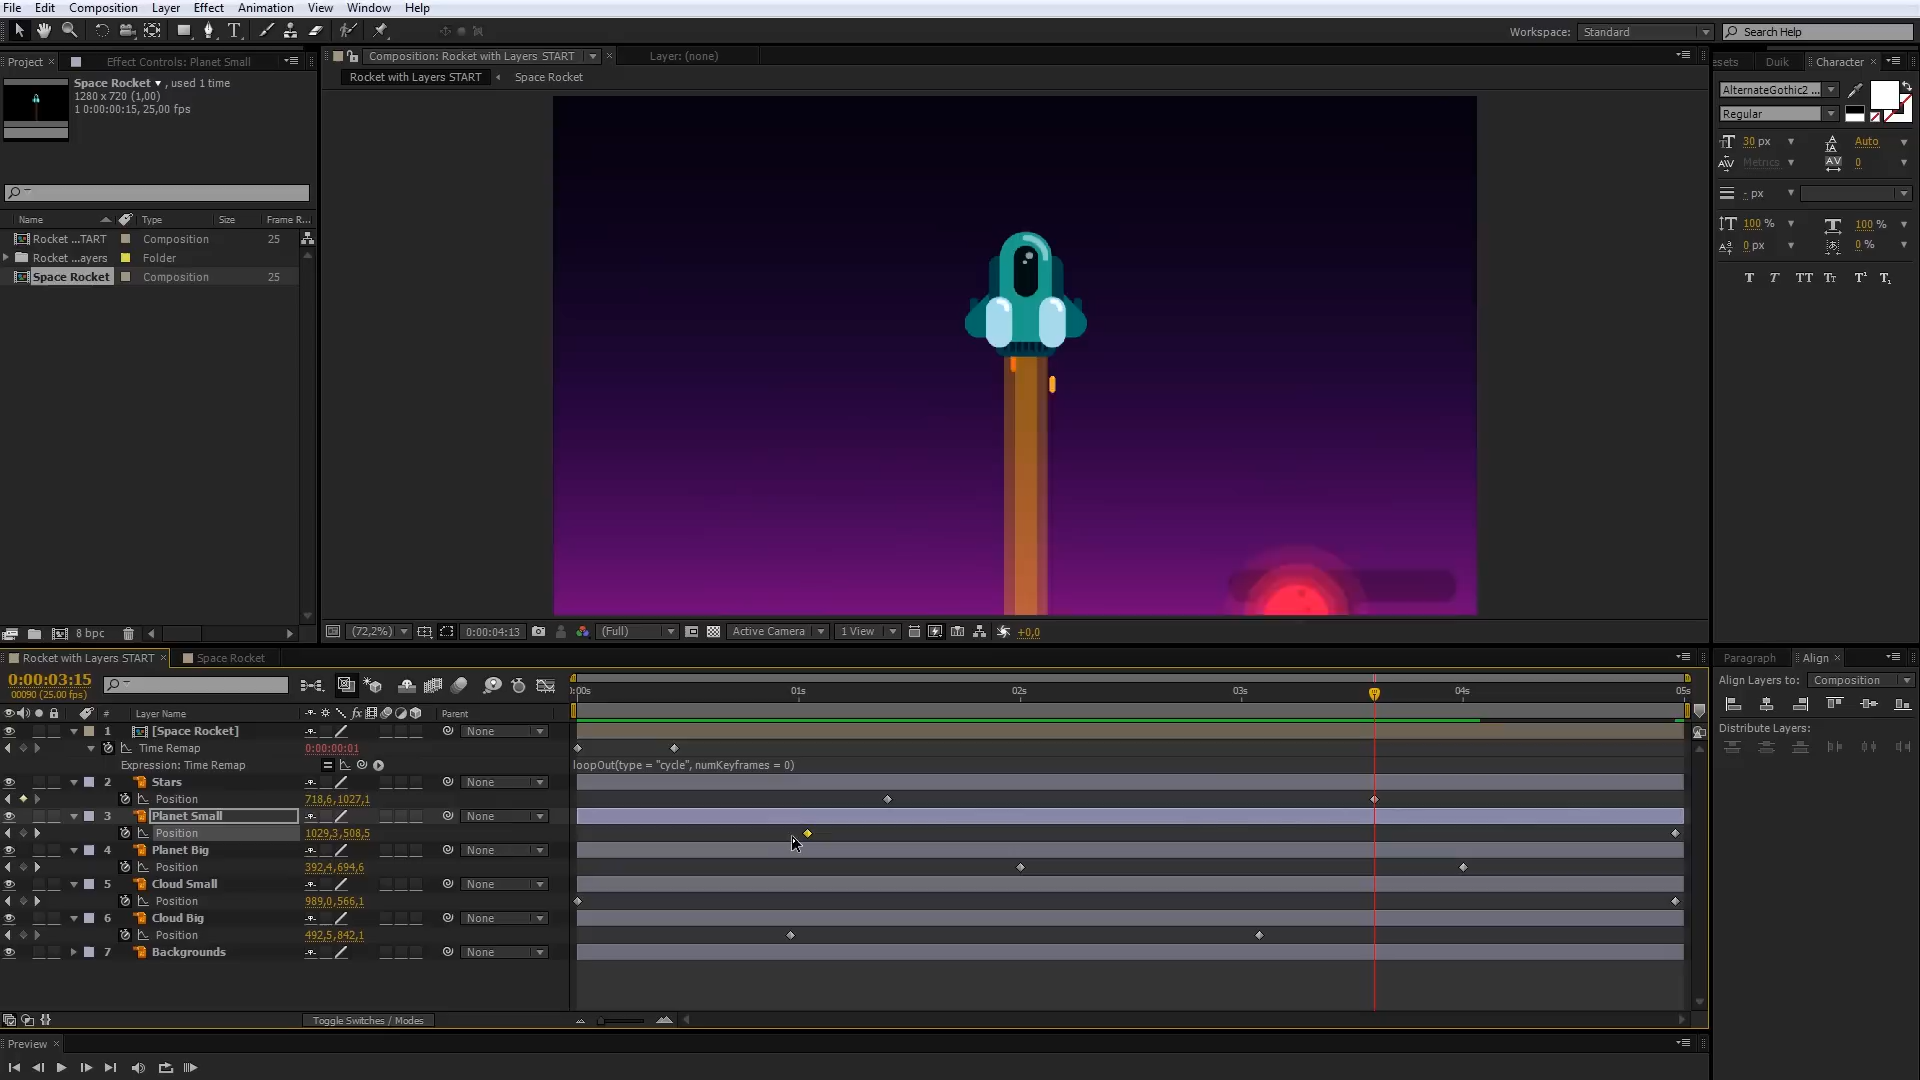 File Edit Composition Layer Effect Animation View Window Help
Workspace: Standard Search Help
Project Effect Controls: Planet Small
Composition: Rocket with Layers START Layer: (none)
esets Duik Character
Rocket with Layers START Space Rocket
Space Rocket , used 1 time
1280 x 720 (1,00)
1 0:00:00:15, 25,00 fps
AlternateGothic2 ...
Regular
30 px Auto
Metrics 0
- px
100 % 100 %
0 px 0 %
T T TT TT T¹ T₁
Name Type Size Frame R...
Rocket ...TART Composition 25
Rocket ...ayers Folder
Space Rocket Composition 25
8 bpc
(72,2%) 0:00:04:13 (Full) Active Camera 1 View +0,0
Rocket with Layers START Space Rocket
Paragraph Align
0:00:03:15
00090 (25.00 fps)
Align Layers to: Composition
Distribute Layers:
:00s 01s 02s 03s 04s 05s
# Layer Name Parent
1 [Space Rocket] None
Time Remap 0:00:00:01
Expression: Time Remap loopOut(type = "cycle", numKeyframes = 0)
2 Stars None
Position 718,6,1027,1
3 Planet Small None
Position 1029,3,508,5
4 Planet Big None
Position 392,4,694,6
5 Cloud Small None
Position 989,0,566,1
6 Cloud Big None
Position 492,5,842,1
7 Backgrounds None
Toggle Switches / Modes
Preview